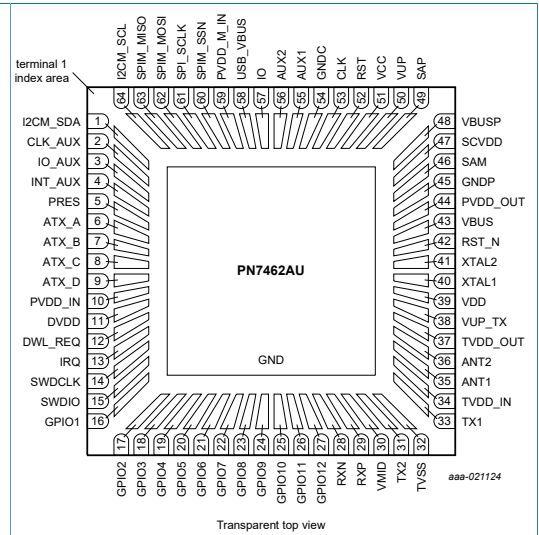 terminal 1
index area
64 I2CM_SCL
63 SPIM_MISO
62 SPIM_MOSI
61 SPI_SCLK
60 SPIM_SSN
59 PVDD_M_IN
58 USB_VBUS
57 IO
56 AUX2
55 AUX1
54 GNDC
53 CLK
52 RST
51 VCC
50 VUP
49 SAP
I2CM_SDA 1
CLK_AUX 2
IO_AUX 3
INT_AUX 4
PRES 5
ATX_A 6
ATX_B 7
ATX_C 8
ATX_D 9
PVDD_IN 10
DVDD 11
DWL_REQ 12
IRQ 13
SWDCLK 14
SWDIO 15
GPIO1 16
PN7462AU
GND
48 VBUSP
47 SCVDD
46 SAM
45 GNDP
44 PVDD_OUT
43 VBUS
42 RST_N
41 XTAL2
40 XTAL1
39 VDD
38 VUP_TX
37 TVDD_OUT
36 ANT2
35 ANT1
34 TVDD_IN
33 TX1
GPIO2 17
GPIO3 18
GPIO4 19
GPIO5 20
GPIO6 21
GPIO7 22
GPIO8 23
GPIO9 24
GPIO10 25
GPIO11 26
GPIO12 27
RXN 28
RXP 29
VMID 30
TX2 31
TVSS 32
aaa-021124
Transparent top view